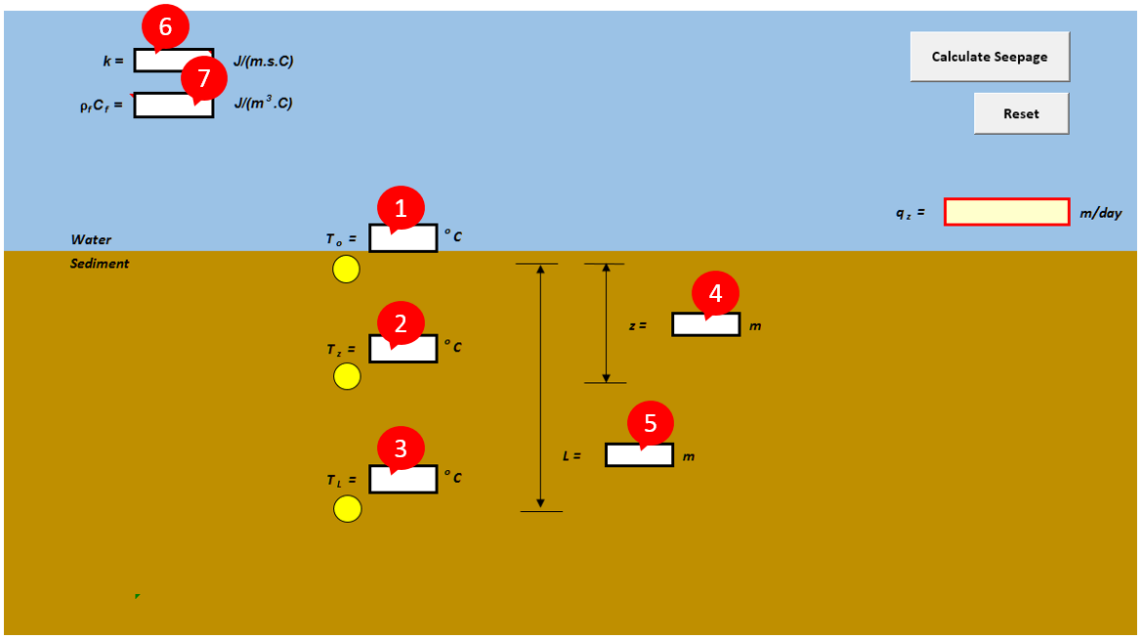 6
k = J/(m.s.C)
Calculate Seepage
7
ρfCf = J/(m³.C)
Reset
1
qz = m/day
Water To = °C
Sediment
4
2
z = m
Tz = °C
5
3
L = m
TL = °C